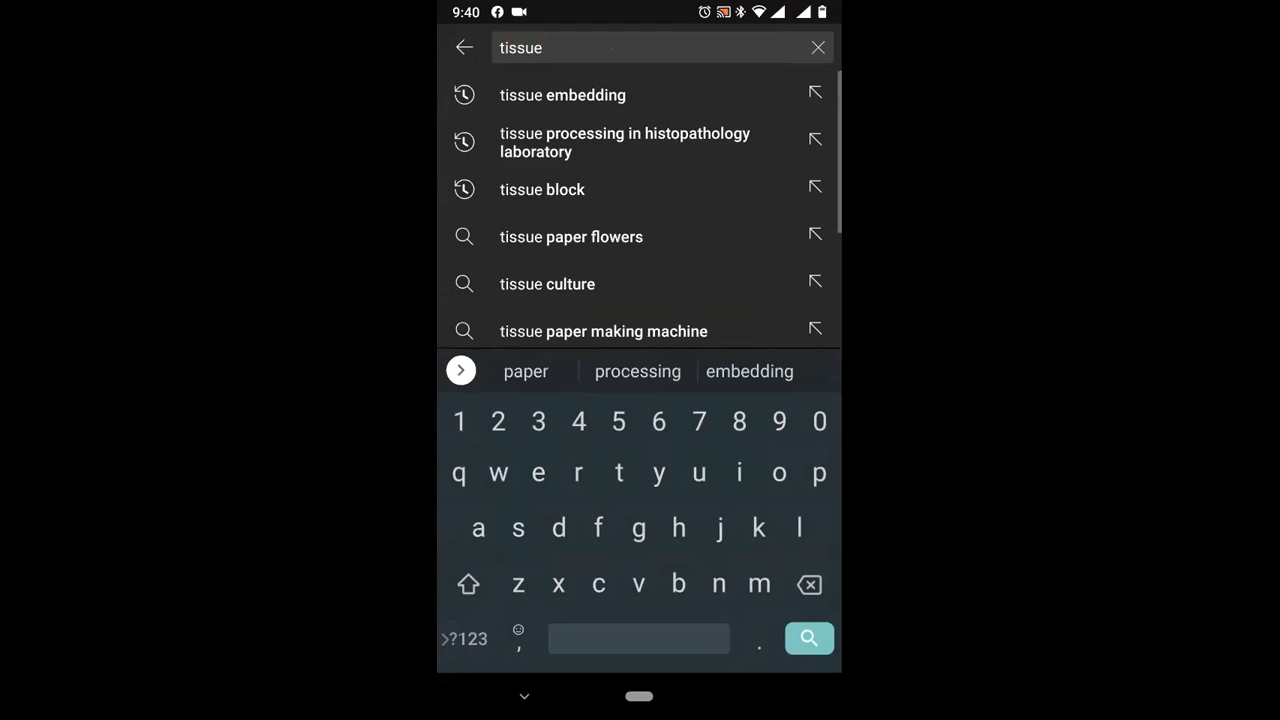 9:40
tissue
tissue embedding
tissue processing in histopathology
laboratory
tissue block
tissue paper flowers
tissue culture
tissue paper making machine
paper processing embedding
1 2 3 4 5 6 7 8 9 0
q w e r t y u i o p
a s d f g h j k l
z x c v b n m
?123 , .